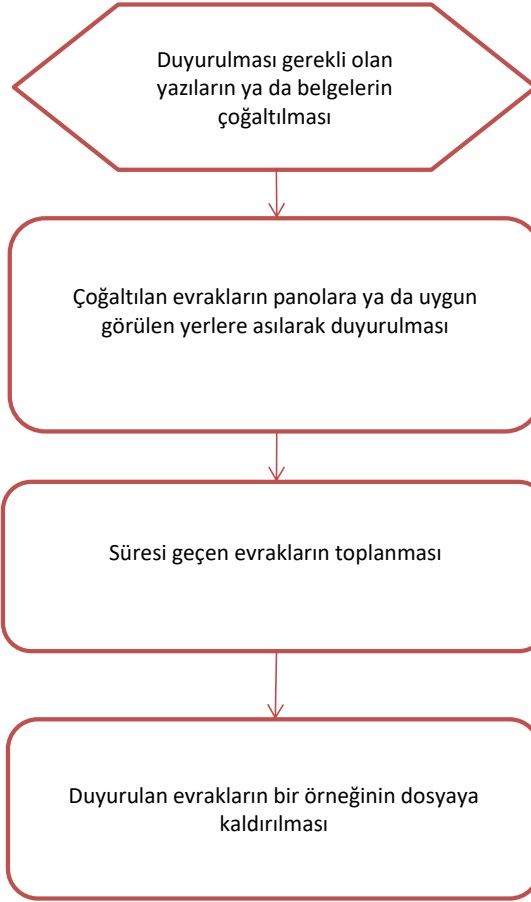 Duyurulması gerekli olan
yazıların ya da belgelerin
çoğaltılması
Çoğaltılan evrakların panolara ya da uygun
görülen yerlere asılarak duyurulması
Süresi geçen evrakların toplanması
Duyurulan evrakların bir örneğinin dosyaya
kaldırılması